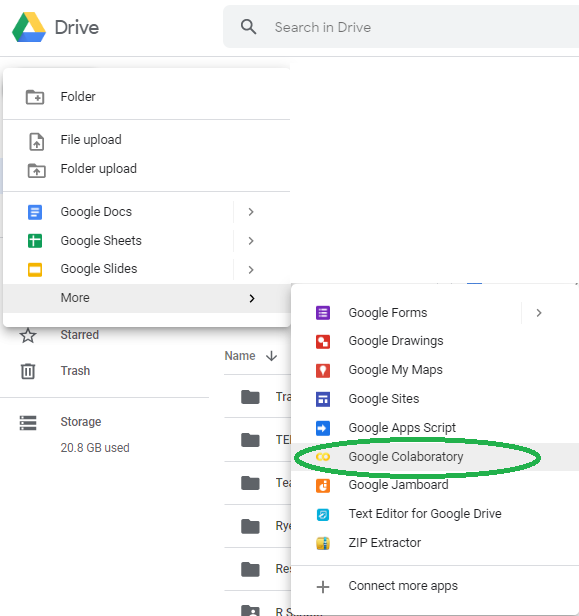 Drive
Search in Drive
Folder
File upload
Folder upload
Google Docs
Google Sheets
Google Slides
More
Starred
Trash
Storage
20.8 GB used
Name
Tra
Tea
Rye
Res
Google Forms
Google Drawings
Google My Maps
Google Sites
Google Apps Script
Google Colaboratory
Google Jamboard
Text Editor for Google Drive
ZIP Extractor
Connect more apps